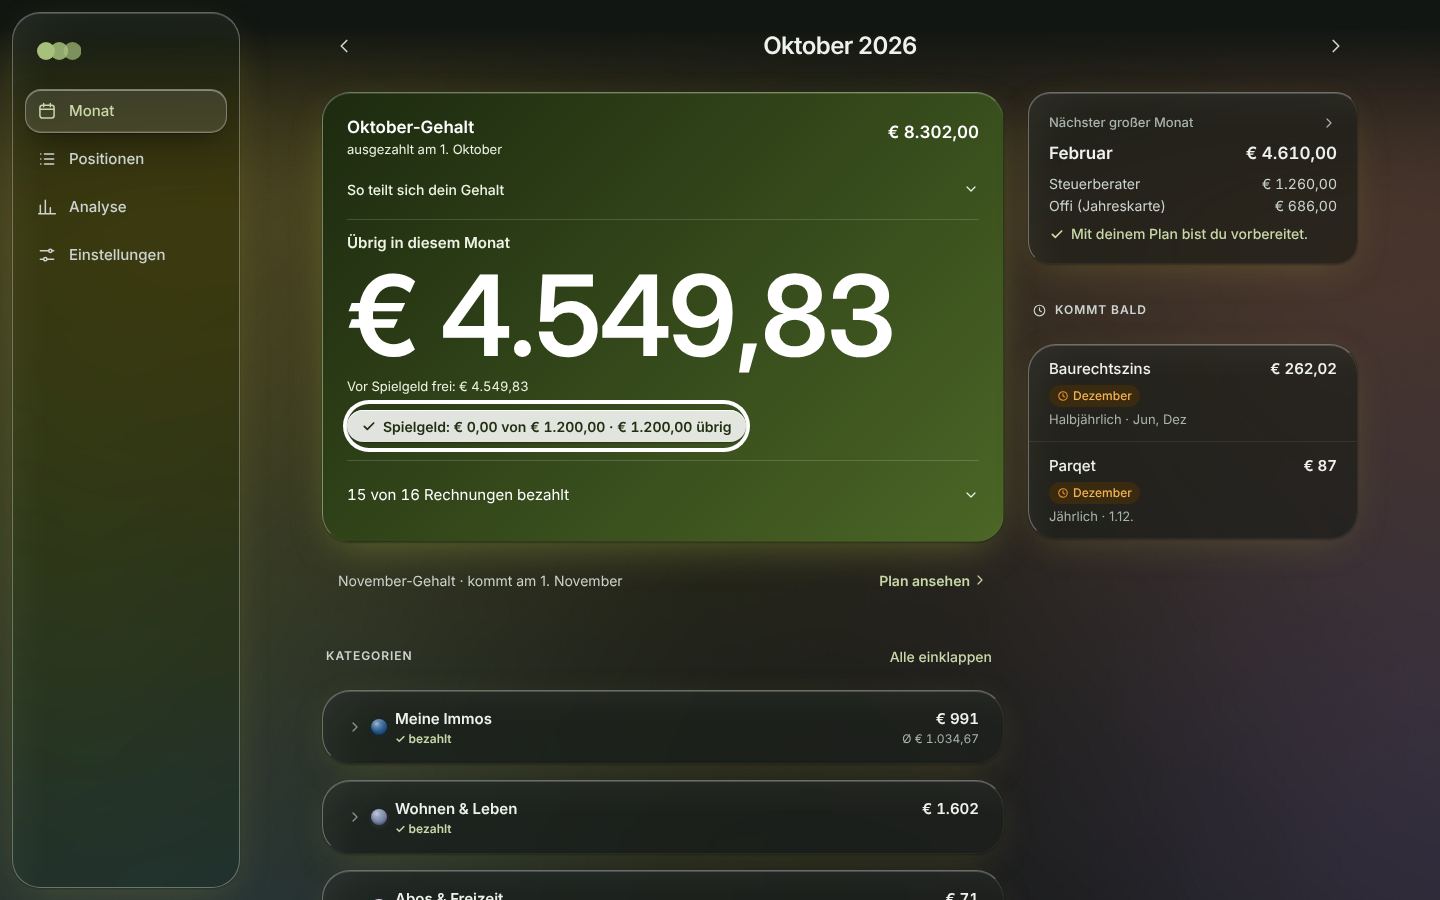 Oktober 2026
Monat
Positionen
Analyse
Einstellungen
Oktober-Gehalt
€ 8.302,00
ausgezahlt am 1. Oktober
So teilt sich dein Gehalt
Übrig in diesem Monat
€ 4.549,83
Vor Spielgeld frei: € 4.549,83
Spielgeld: € 0,00 von € 1.200,00 · € 1.200,00 übrig
15 von 16 Rechnungen bezahlt
November-Gehalt · kommt am 1. November
Plan ansehen
KATEGORIEN
Alle einklappen
Meine Immos
€ 991
✓ bezahlt
Ø € 1.034,67
Wohnen & Leben
€ 1.602
✓ bezahlt
Abos & Freizeit
€ 71
Nächster großer Monat
Februar
€ 4.610,00
Steuerberater
€ 1.260,00
Offi (Jahreskarte)
€ 686,00
✓ Mit deinem Plan bist du vorbereitet.
KOMMT BALD
Baurechtszins
€ 262,02
Dezember
Halbjährlich · Jun, Dez
Parqet
€ 87
Dezember
Jährlich · 1.12.